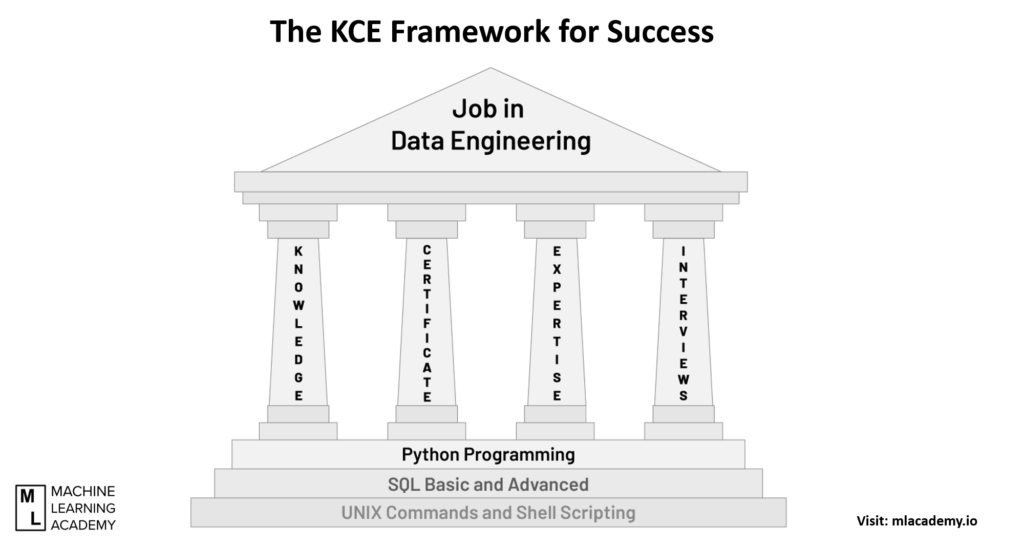 The KCE Framework for Success
Job in
Data Engineering
KNOWLEDGE
CERTIFICATE
EXPERTISE
INTERVIEWS
Python Programming
SQL Basic and Advanced
UNIX Commands and Shell Scripting
M
L
MACHINE
LEARNING
ACADEMY
Visit: mlacademy.io